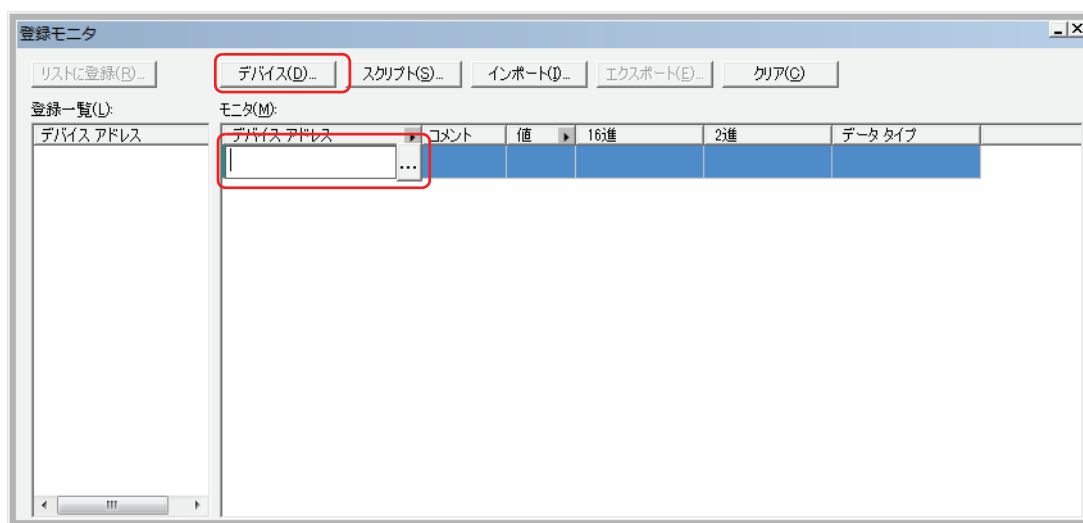 登録モニタ
リストに登録(R)... デバイス(D)... スクリプト(S)... インポート(I)... エクスポート(E)... クリア(C)
登録一覧(L): モニタ(M):
デバイス アドレス デバイス アドレス コメント 値 16進 2進 データ タイプ
...